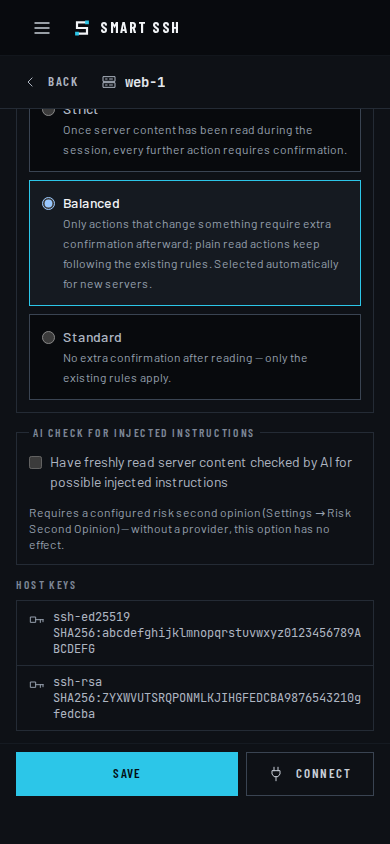 SMART SSH
BACK
web-1
Strict
Once server content has been read during the
session, every further action requires confirmation.
Balanced
Only actions that change something require extra
confirmation afterward; plain read actions keep
following the existing rules. Selected automatically
for new servers.
Standard
No extra confirmation after reading — only the
existing rules apply.
AI CHECK FOR INJECTED INSTRUCTIONS
Have freshly read server content checked by AI for
possible injected instructions
Requires a configured risk second opinion (Settings → Risk
Second Opinion) — without a provider, this option has no
effect.
HOST KEYS
ssh-ed25519
SHA256:abcdefghijklmnopqrstuvwxyz0123456789A
BCDEFG
ssh-rsa
SHA256:ZYXWVUTSRQPONMLKJIHGFEDCBA9876543210g
fedcba
SAVE
CONNECT